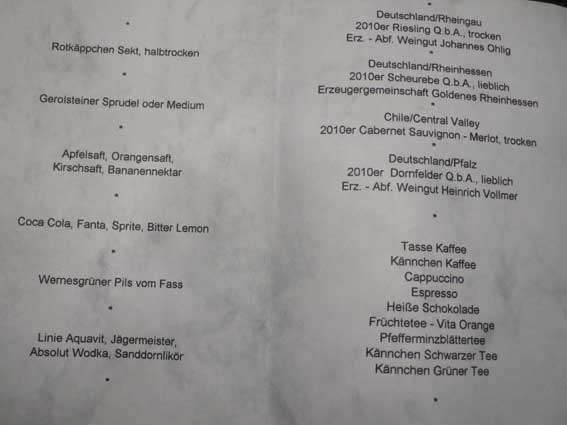 *
Rotkäppchen Sekt, halbtrocken
*
Gerolsteiner Sprudel oder Medium
*
Apfelsaft, Orangensaft,
Kirschsaft, Bananennektar
*
Coca Cola, Fanta, Sprite, Bitter Lemon
*
Wernesgrüner Pils vom Fass
*
Linie Aquavit, Jägermeister,
Absolut Wodka, Sanddornlikör
*
*
Deutschland/Rheingau
2010er Riesling Q.b.A., trocken
Erz. - Abf. Weingut Johannes Ohlig
*
Deutschland/Rheinhessen
2010er Scheurebe Q.b.A., lieblich
Erzeugergemeinschaft Goldenes Rheinhessen
*
Chile/Central Valley
2010er Cabernet Sauvignon - Merlot, trocken
*
Deutschland/Pfalz
2010er Dornfelder Q.b.A., lieblich
Erz. - Abf. Weingut Heinrich Vollmer
*
Tasse Kaffee
Kännchen Kaffee
Cappuccino
Espresso
Heiße Schokolade
Früchtetee - Vita Orange
Pfefferminzblättertee
Kännchen Schwarzer Tee
Kännchen Grüner Tee
*